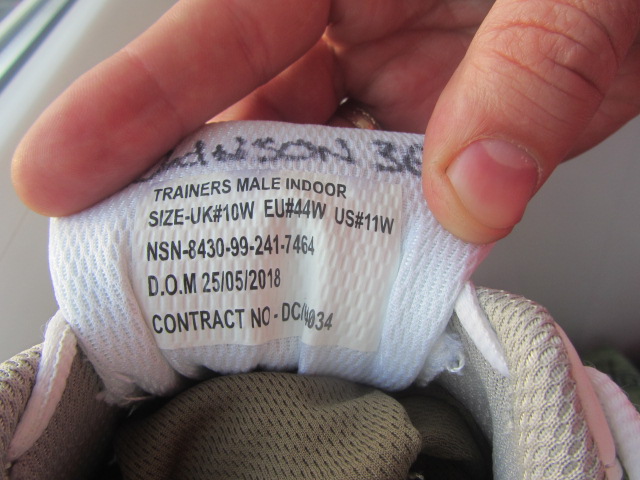 TRAINERS MALE INDOOR
SIZE-UK#10W EU#44W US#11W
NSN-8430-99-241-7464
D.O.M 25/05/2018
CONTRACT NO -